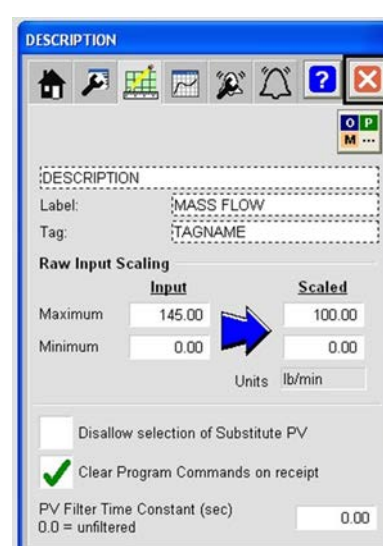 DESCRIPTION
?
O P
M ...
DESCRIPTION
Label: MASS FLOW
Tag: TAGNAME
Raw Input Scaling
Input Scaled
Maximum 145.00 100.00
Minimum 0.00 0.00
Units lb/min
Disallow selection of Substitute PV
Clear Program Commands on receipt
PV Filter Time Constant (sec)
0.0 = unfiltered 0.00